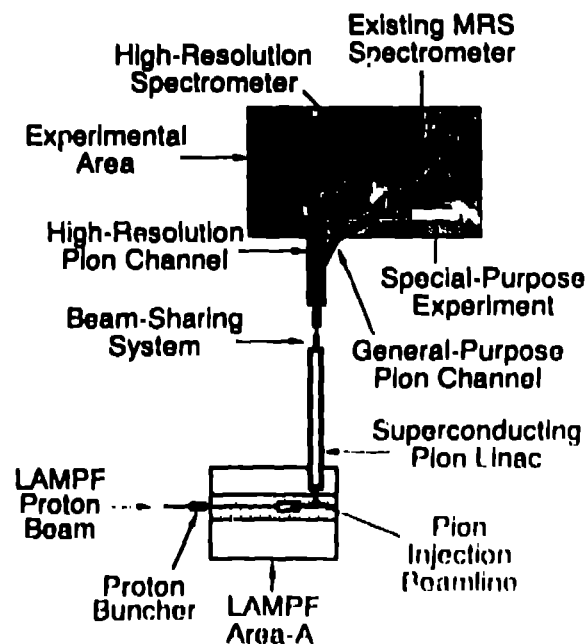 Existing MRS
Spectrometer
High-Resolution
Spectrometer
Experimental
Area
High-Resolution
Pion Channel
Special-Purpose
Experiment
Beam-Sharing
System
General-Purpose
Pion Channel
Superconducting
Pion Linac
LAMPF
Proton
Beam
Pion
Injection
Beamline
Proton
Buncher
LAMPF
Area-A